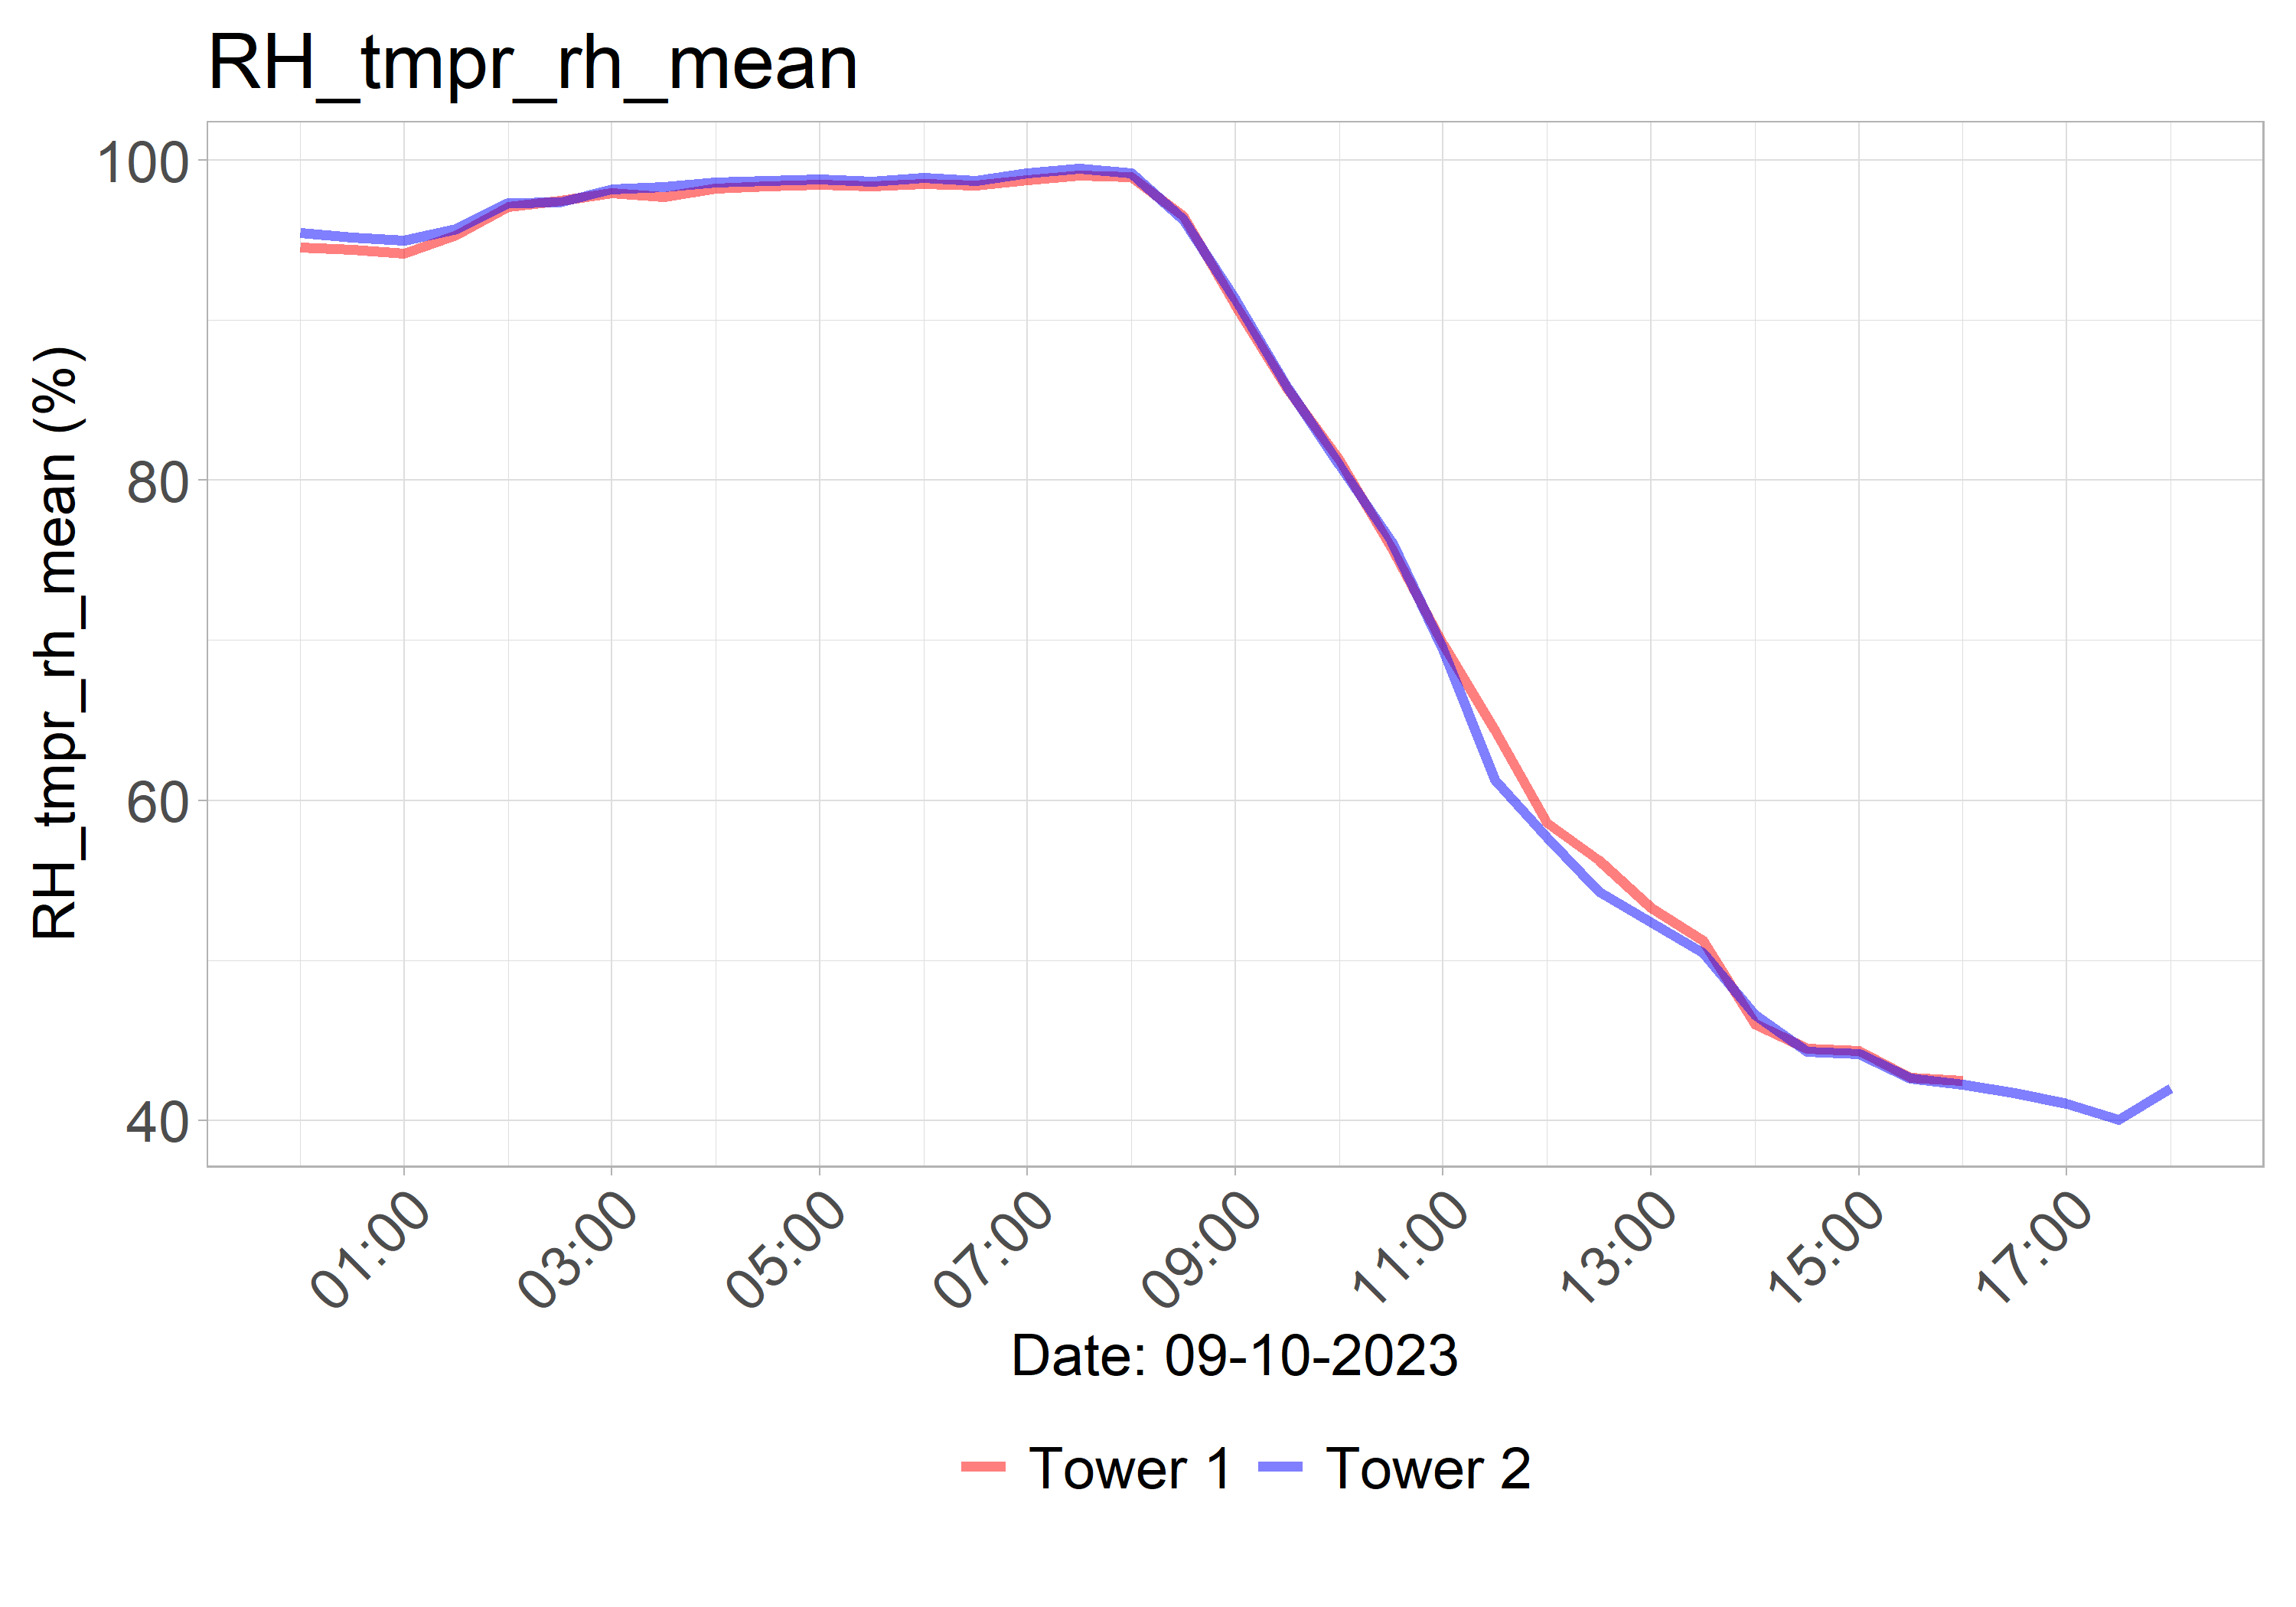 RH_tmpr_rh_mean
RH_tmpr_rh_mean (%)
100
80
60
40
01:00
03:00
05:00
07:00
09:00
11:00
13:00
15:00
17:00
Date: 09-10-2023
Tower 1
Tower 2